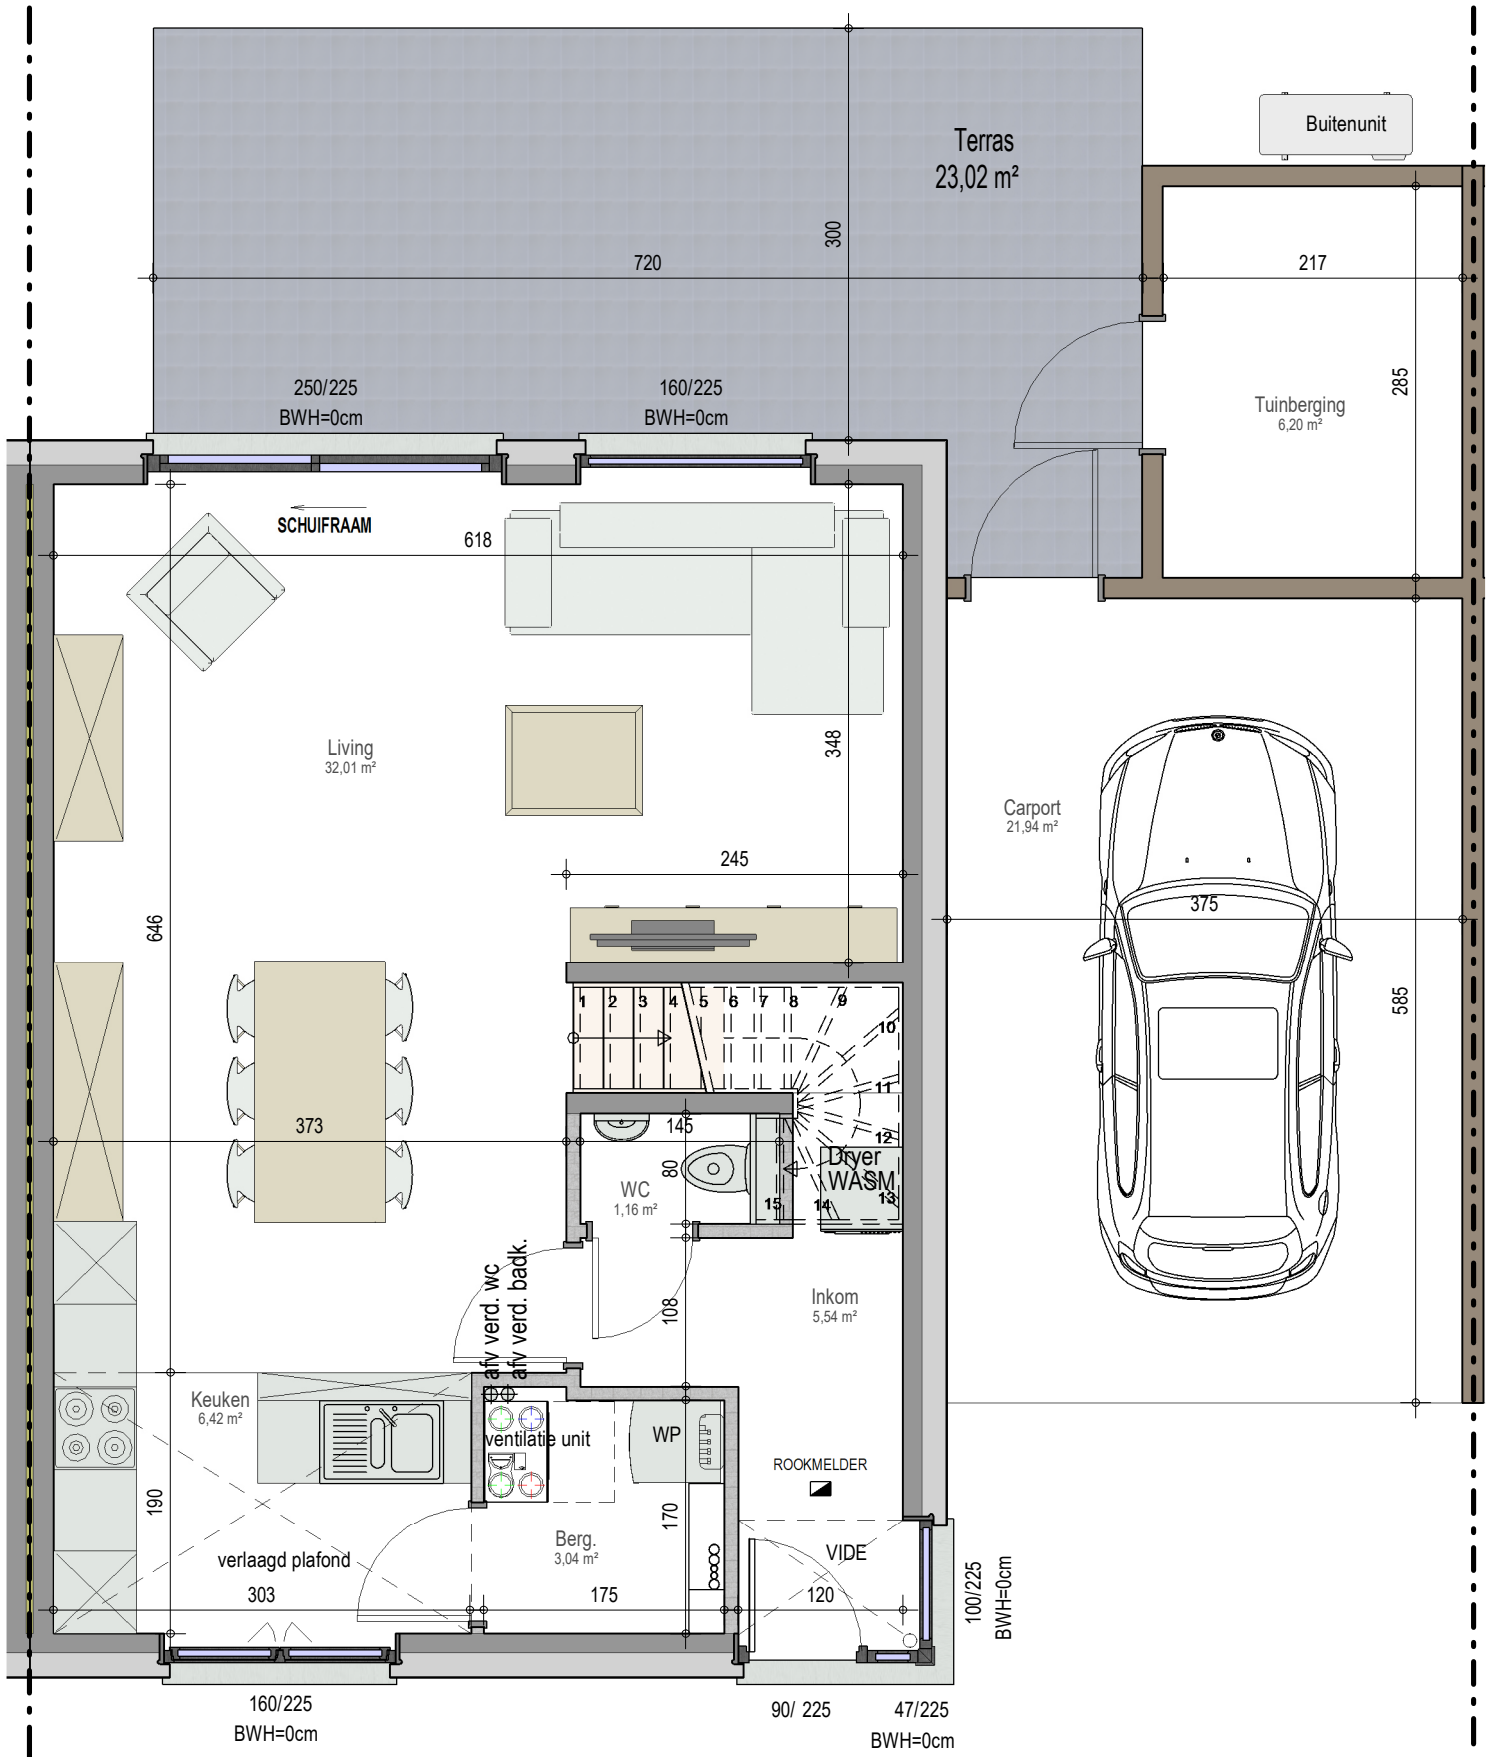 Buitenunit
Terras
23,02 m²
300
720
217
285
250/225
BWH=0cm
160/225
BWH=0cm
Tuinberging
6,20 m²
SCHUIFRAAM
618
Living
32,01 m²
348
Carport
21,94 m²
245
375
646
585
1 2 3 4 5 6 7 8 9
10
11
12
13
14
15
373
145
80
Dryer
WASM
WC
1,16 m²
afv verd. wc
afv verd. badk.
108
Inkom
5,54 m²
Keuken
6,42 m²
ventilatie unit
WP
ROOKMELDER
190
170
Berg.
3,04 m²
VIDE
verlaagd plafond
303
175
120
100/225
BWH=0cm
160/225
BWH=0cm
90/ 225
47/225
BWH=0cm